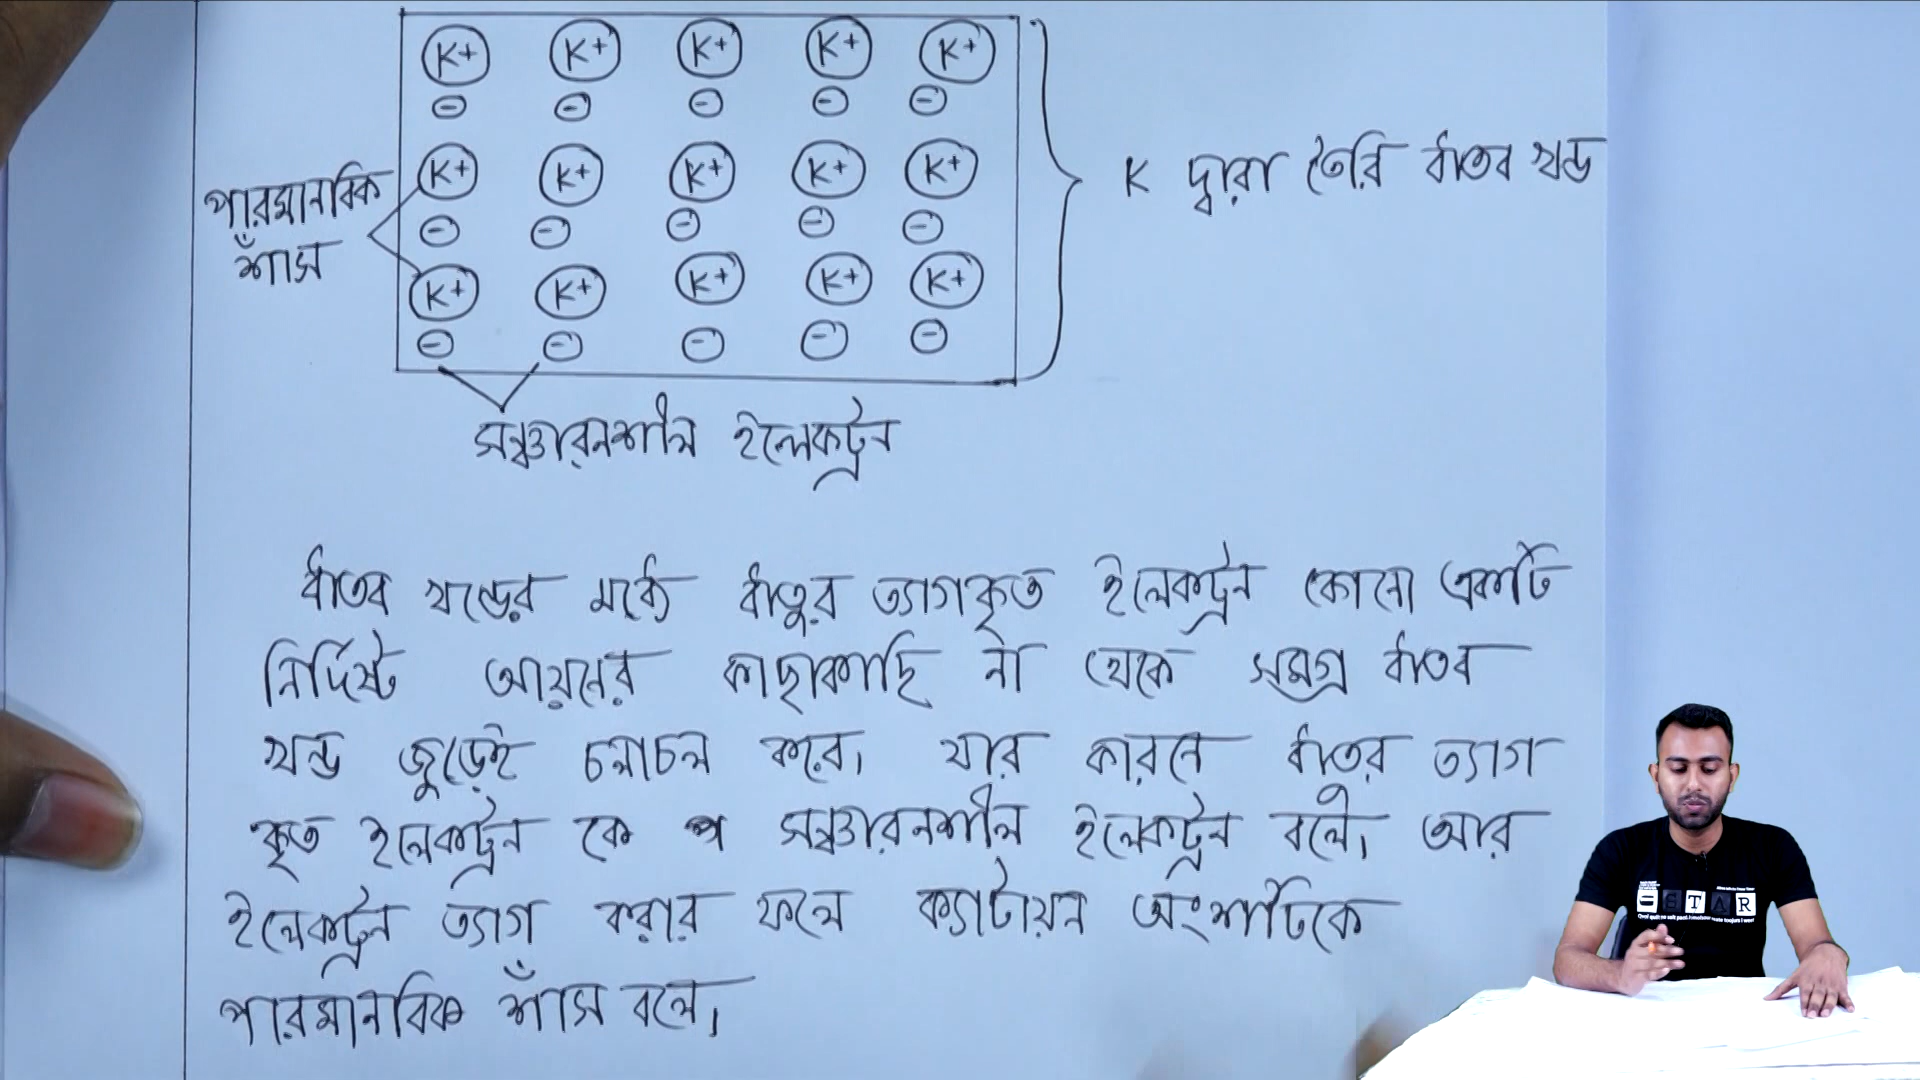 K+ K+ K+ K+ K+
- - - - -
K+ K+ K+ K+ K+
- - - - -
K+ K+ K+ K+ K+
- - - - -
পারমানবিক
শাঁস
K দ্বারা তৈরি ধাতব খন্ড
সঞ্চারনশীল ইলেকট্রন
ধাতব খন্ডের মধ্যে ধাতুর ত্যাগকৃত ইলেকট্রন কোনো একটি
নির্দিষ্ট আয়নের কাছাকাছি না থেকে সমগ্র ধাতব
খন্ড জুড়েই চলাচল করে। যার কারনে ধাতুর ত্যাগ
কৃত ইলেকট্রন কে সঞ্চারনশীল ইলেকট্রন বলে। আর
ইলেকট্রন ত্যাগ করার ফলে ক্যাটায়ন অংশটিকে
পারমানবিক শাঁস বলে।
ETAR